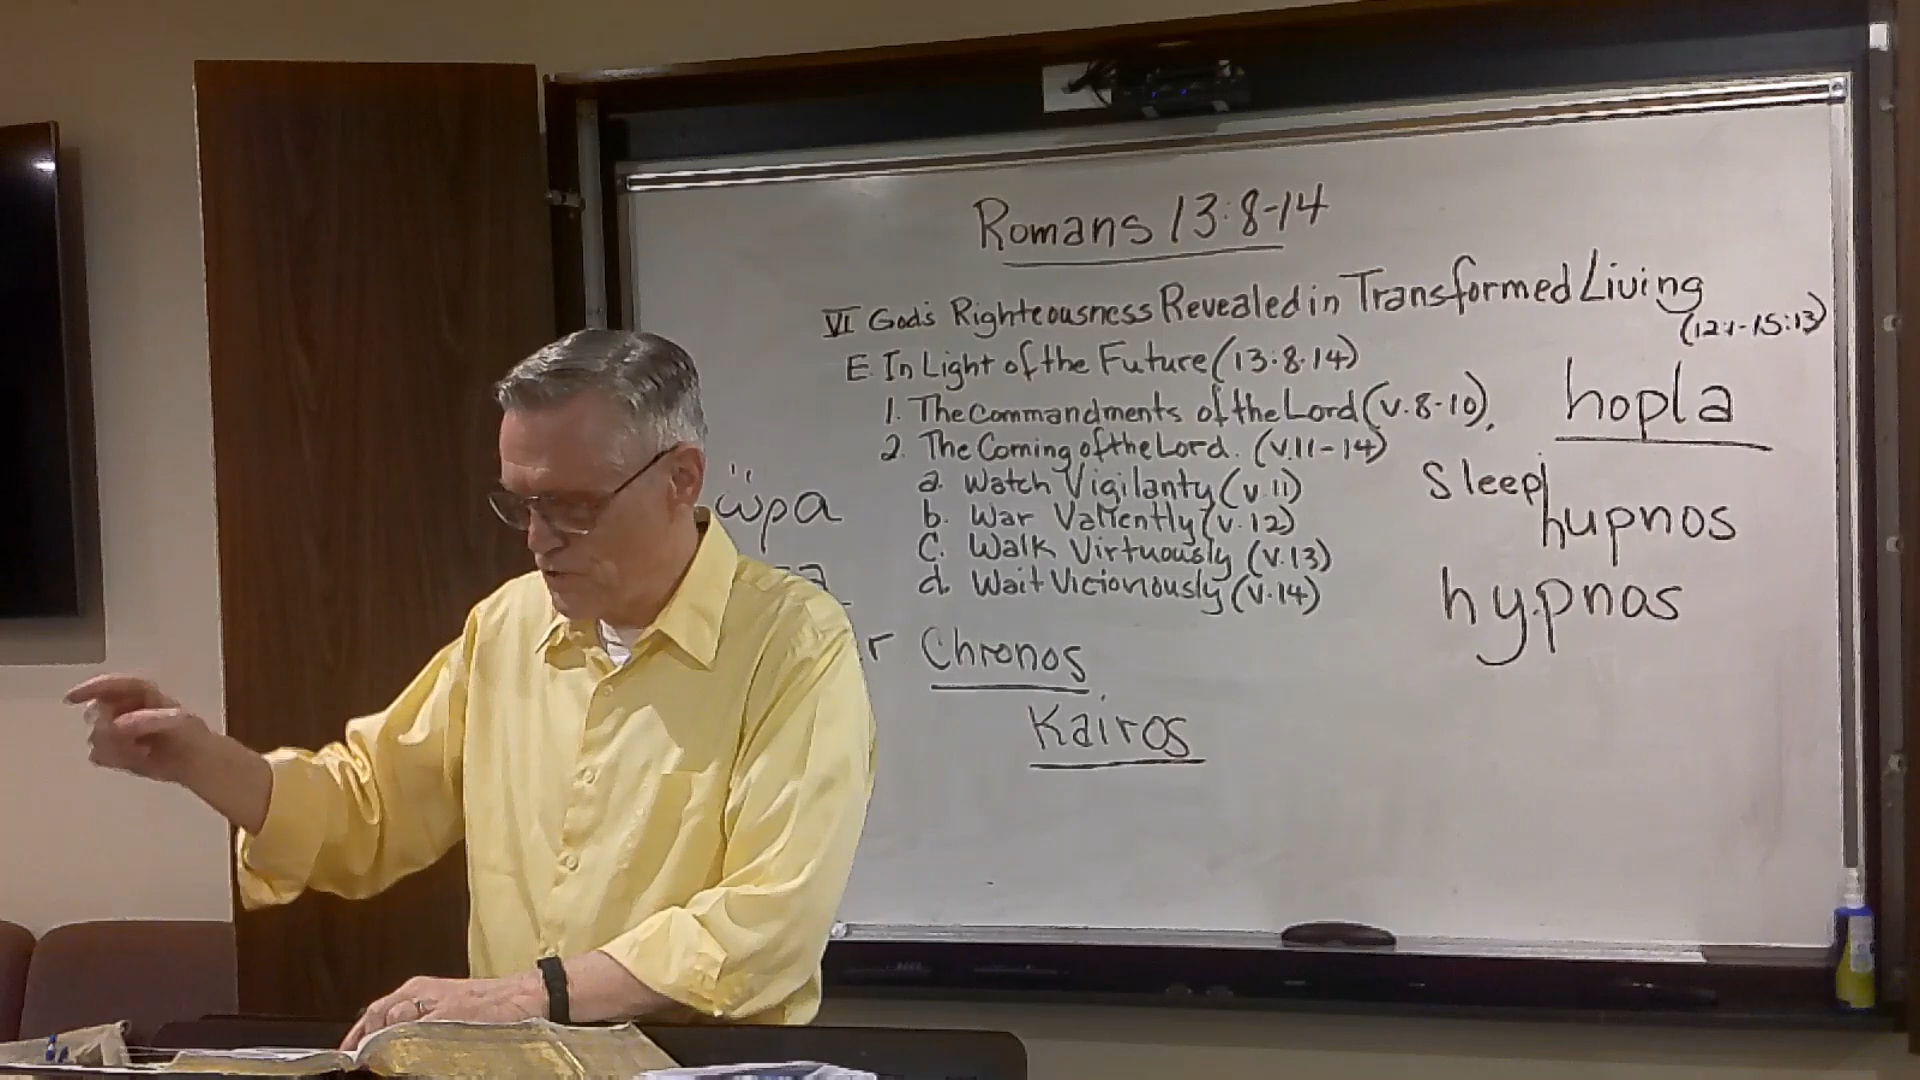 Romans 13:8-14
VI God's Righteousness Revealed in Transformed Living
(12:1-15:13)
E. In Light of the Future (13:8-14)
1. The Commandments of the Lord (v.8-10),
hopla
2. The Coming of the Lord. (v.11-14)
a. Watch Vigilanty (v.11)
Sleep
ὥρα
b. War Valiently (v.12)
hupnos
c. Walk Virtuously (v.13)
d. Wait Vicionously (v.14)
hypnos
r Chronos
Kairos